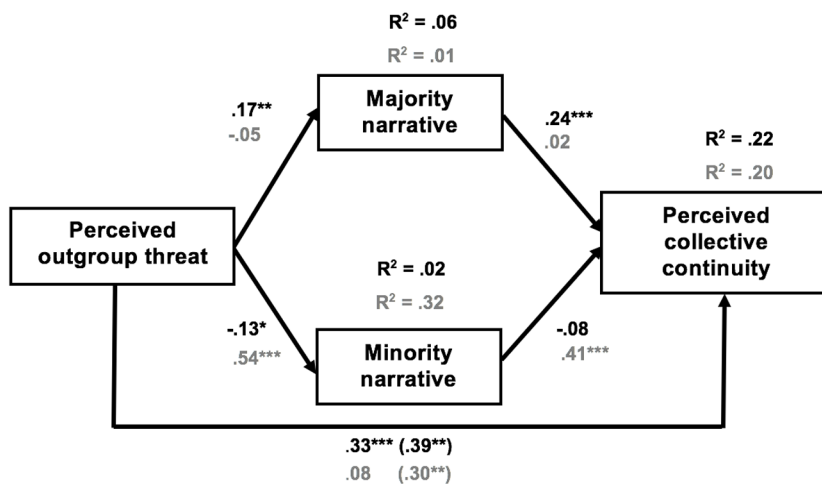 R² = .06
R² = .01
Majority
narrative
.17**
-.05
.24***
.02
R² = .22
R² = .20
Perceived
outgroup threat
Perceived
collective
continuity
R² = .02
R² = .32
-.13*
.54***
Minority
narrative
-.08
.41***
.33*** (.39**)
.08 (.30**)